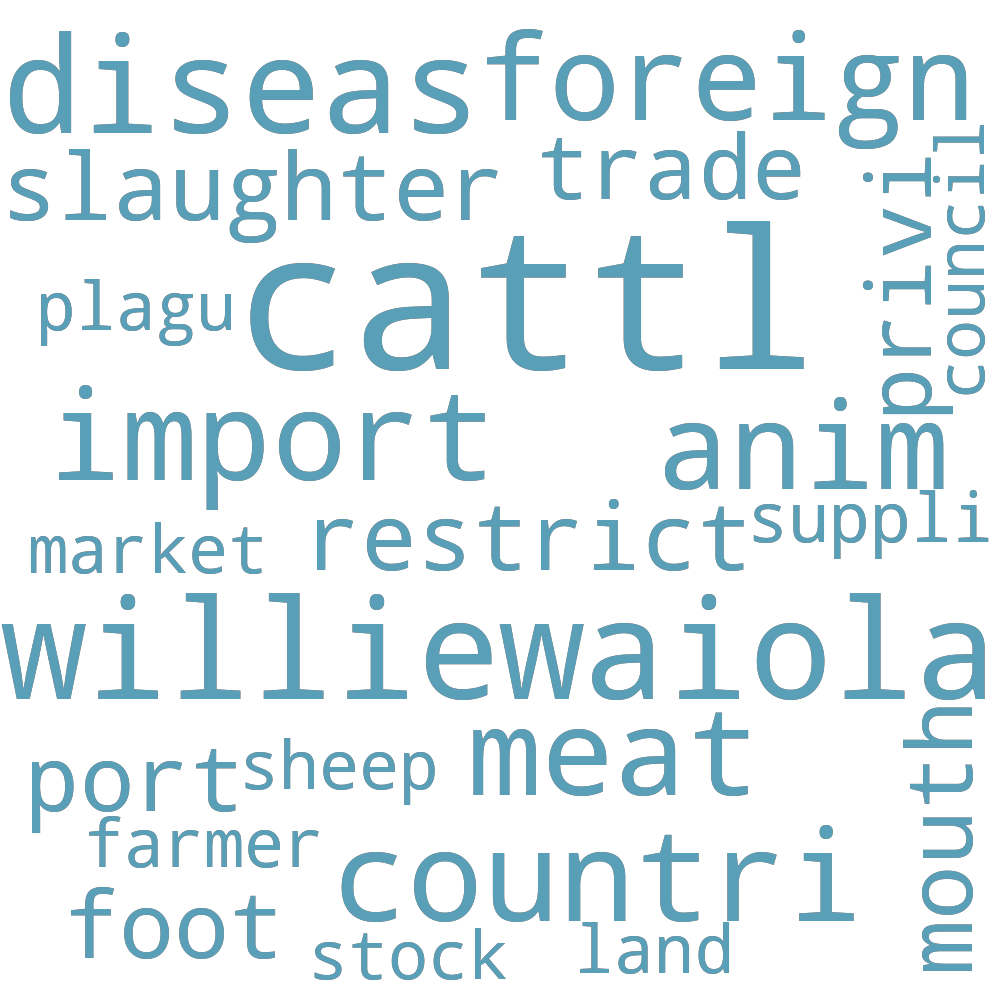 diseas foreign
slaughter trade
privi
council
plagu cattl
import anim
market restrict suppli
williewaiola
port sheep meat
mouth
farmer countri
foot stock land